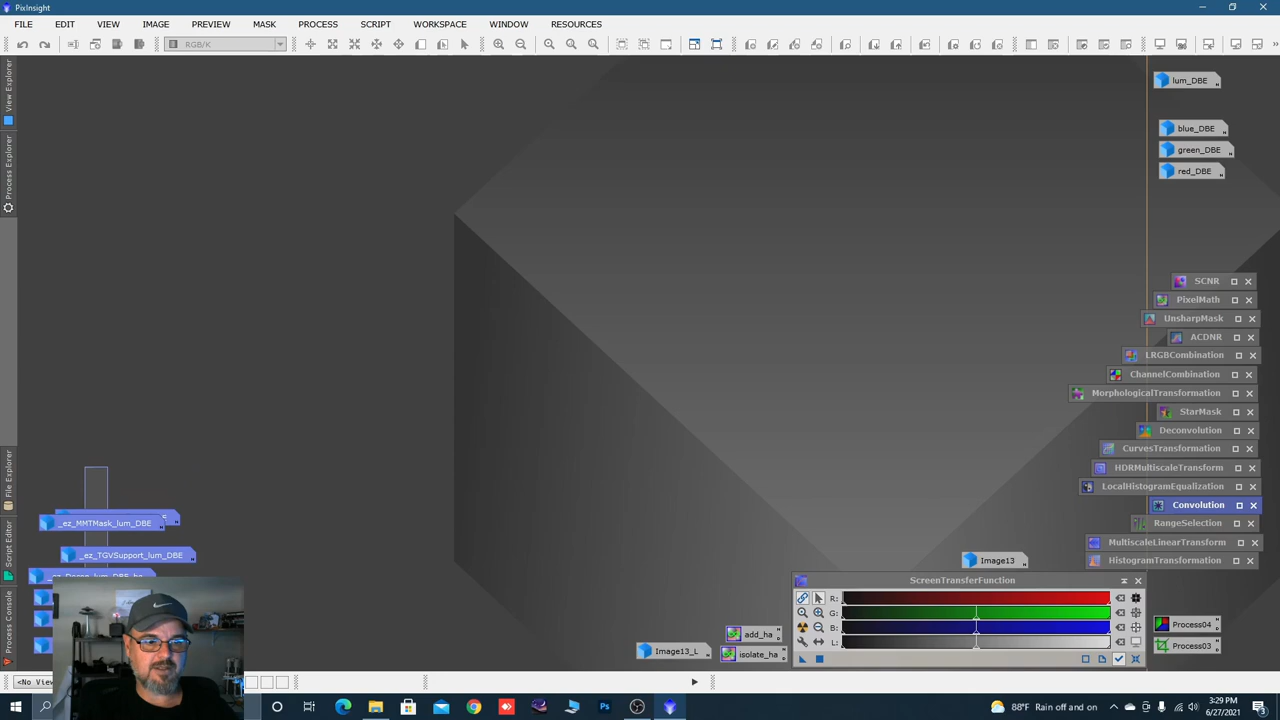 PixInsight
FILE EDIT VIEW IMAGE PREVIEW MASK PROCESS SCRIPT WORKSPACE WINDOW RESOURCES
RGB/K
View Explorer
Process Explorer
File Explorer
Script Editor
Process Console
lum_DBE
blue_DBE
green_DBE
red_DBE
SCNR
PixelMath
UnsharpMask
ACDNR
LRGBCombination
ChannelCombination
MorphologicalTransformation
StarMask
Deconvolution
CurvesTransformation
HDRMultiscaleTransform
LocalHistogramEqualization
Convolution
RangeSelection
MultiscaleLinearTransform
HistogramTransformation
_ez_MMTMask_lum_DBE
_ez_TGVSupport_lum_DBE
Image13
ScreenTransferFunction
R:
G:
B:
L:
add_ha
isolate_ha
Image13_L
Process04
Process03
<No View
88°F Rain off and on
3:29 PM
6/27/2021
3